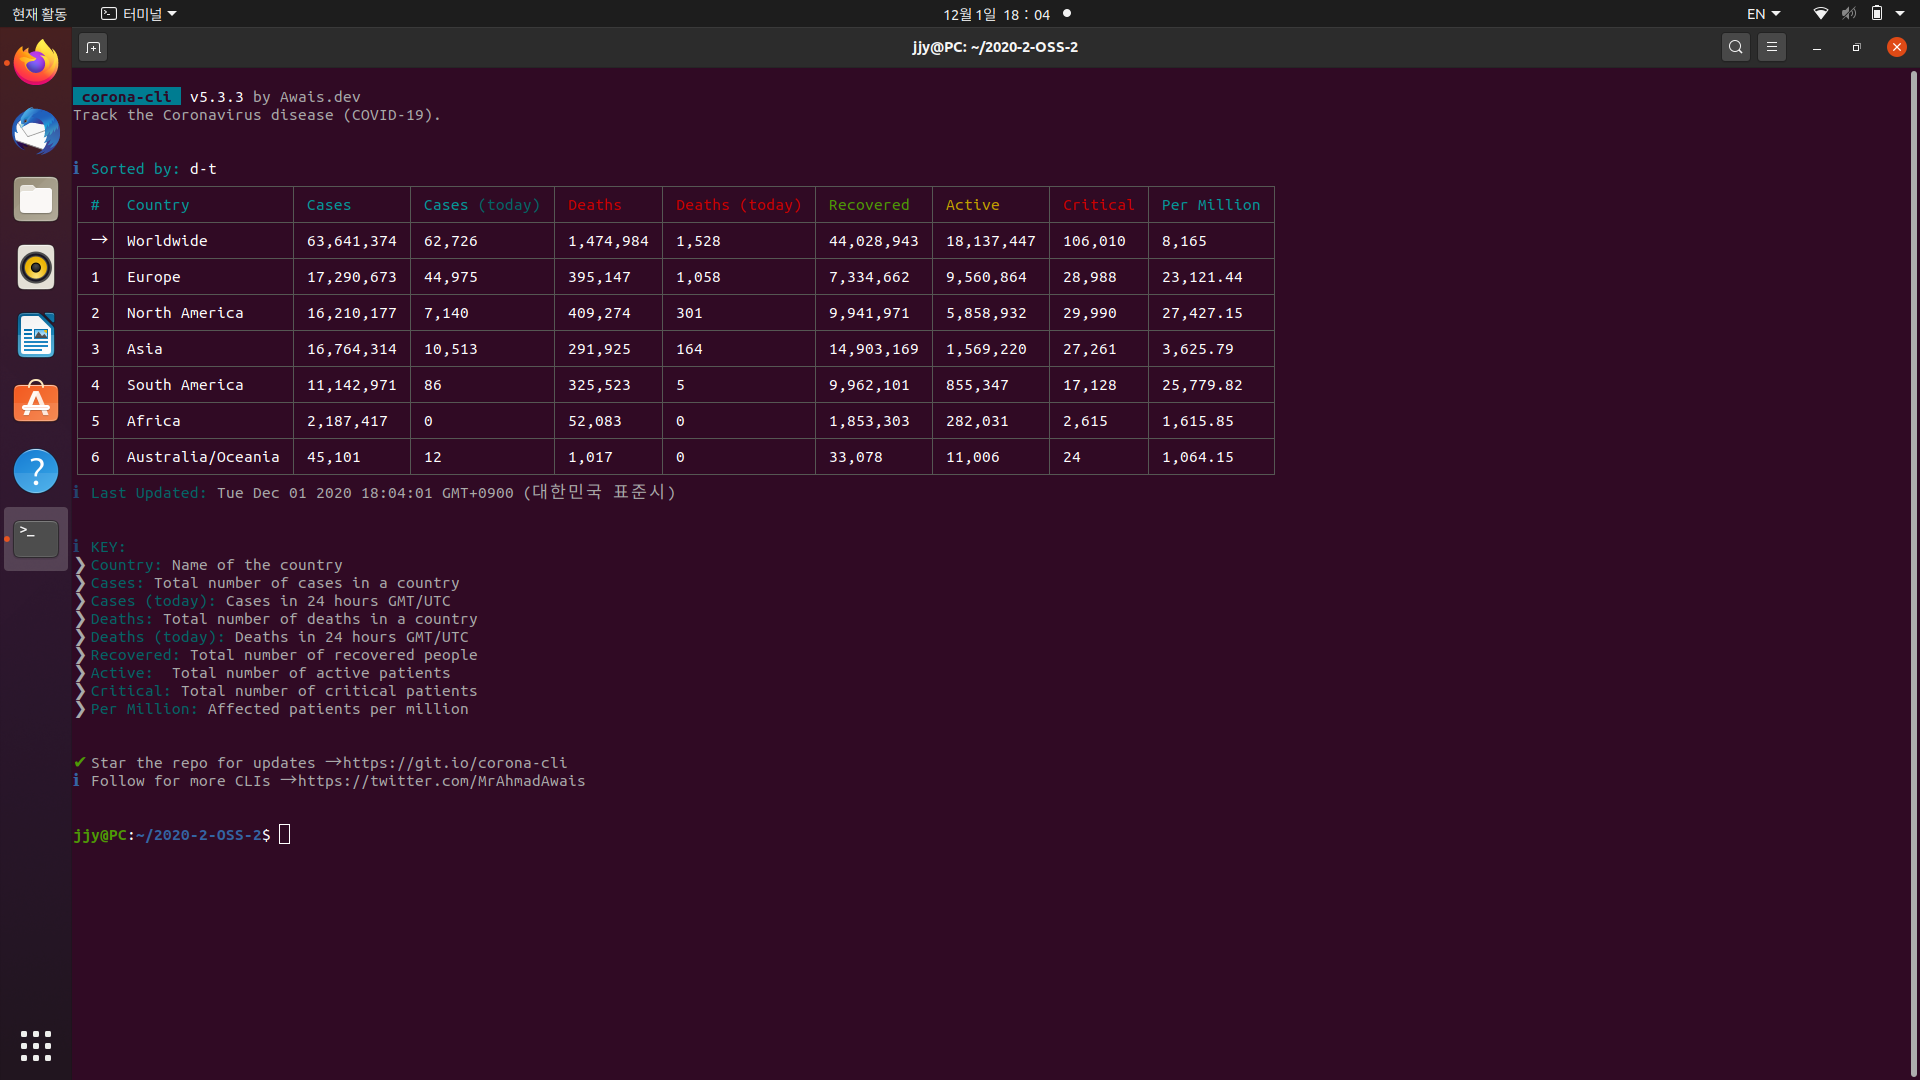 현재 활동 터미널 12월 1일 18 : 04 EN
jjy@PC: ~/2020-2-OSS-2
corona-cli v5.3.3 by Awais.dev
Track the Coronavirus disease (COVID-19).
ℹ Sorted by: d-t
# Country Cases Cases (today) Deaths Deaths (today) Recovered Active Critical Per Million
→ Worldwide 63,641,374 62,726 1,474,984 1,528 44,028,943 18,137,447 106,010 8,165
1 Europe 17,290,673 44,975 395,147 1,058 7,334,662 9,560,864 28,988 23,121.44
2 North America 16,210,177 7,140 409,274 301 9,941,971 5,858,932 29,990 27,427.15
3 Asia 16,764,314 10,513 291,925 164 14,903,169 1,569,220 27,261 3,625.79
4 South America 11,142,971 86 325,523 5 9,962,101 855,347 17,128 25,779.82
5 Africa 2,187,417 0 52,083 0 1,853,303 282,031 2,615 1,615.85
6 Australia/Oceania 45,101 12 1,017 0 33,078 11,006 24 1,064.15
ℹ Last Updated: Tue Dec 01 2020 18:04:01 GMT+0900 (대한민국 표준시)
ℹ KEY:
❯ Country: Name of the country
❯ Cases: Total number of cases in a country
❯ Cases (today): Cases in 24 hours GMT/UTC
❯ Deaths: Total number of deaths in a country
❯ Deaths (today): Deaths in 24 hours GMT/UTC
❯ Recovered: Total number of recovered people
❯ Active:  Total number of active patients
❯ Critical: Total number of critical patients
❯ Per Million: Affected patients per million
✔ Star the repo for updates →https://git.io/corona-cli
ℹ Follow for more CLIs →https://twitter.com/MrAhmadAwais
jjy@PC:~/2020-2-OSS-2$